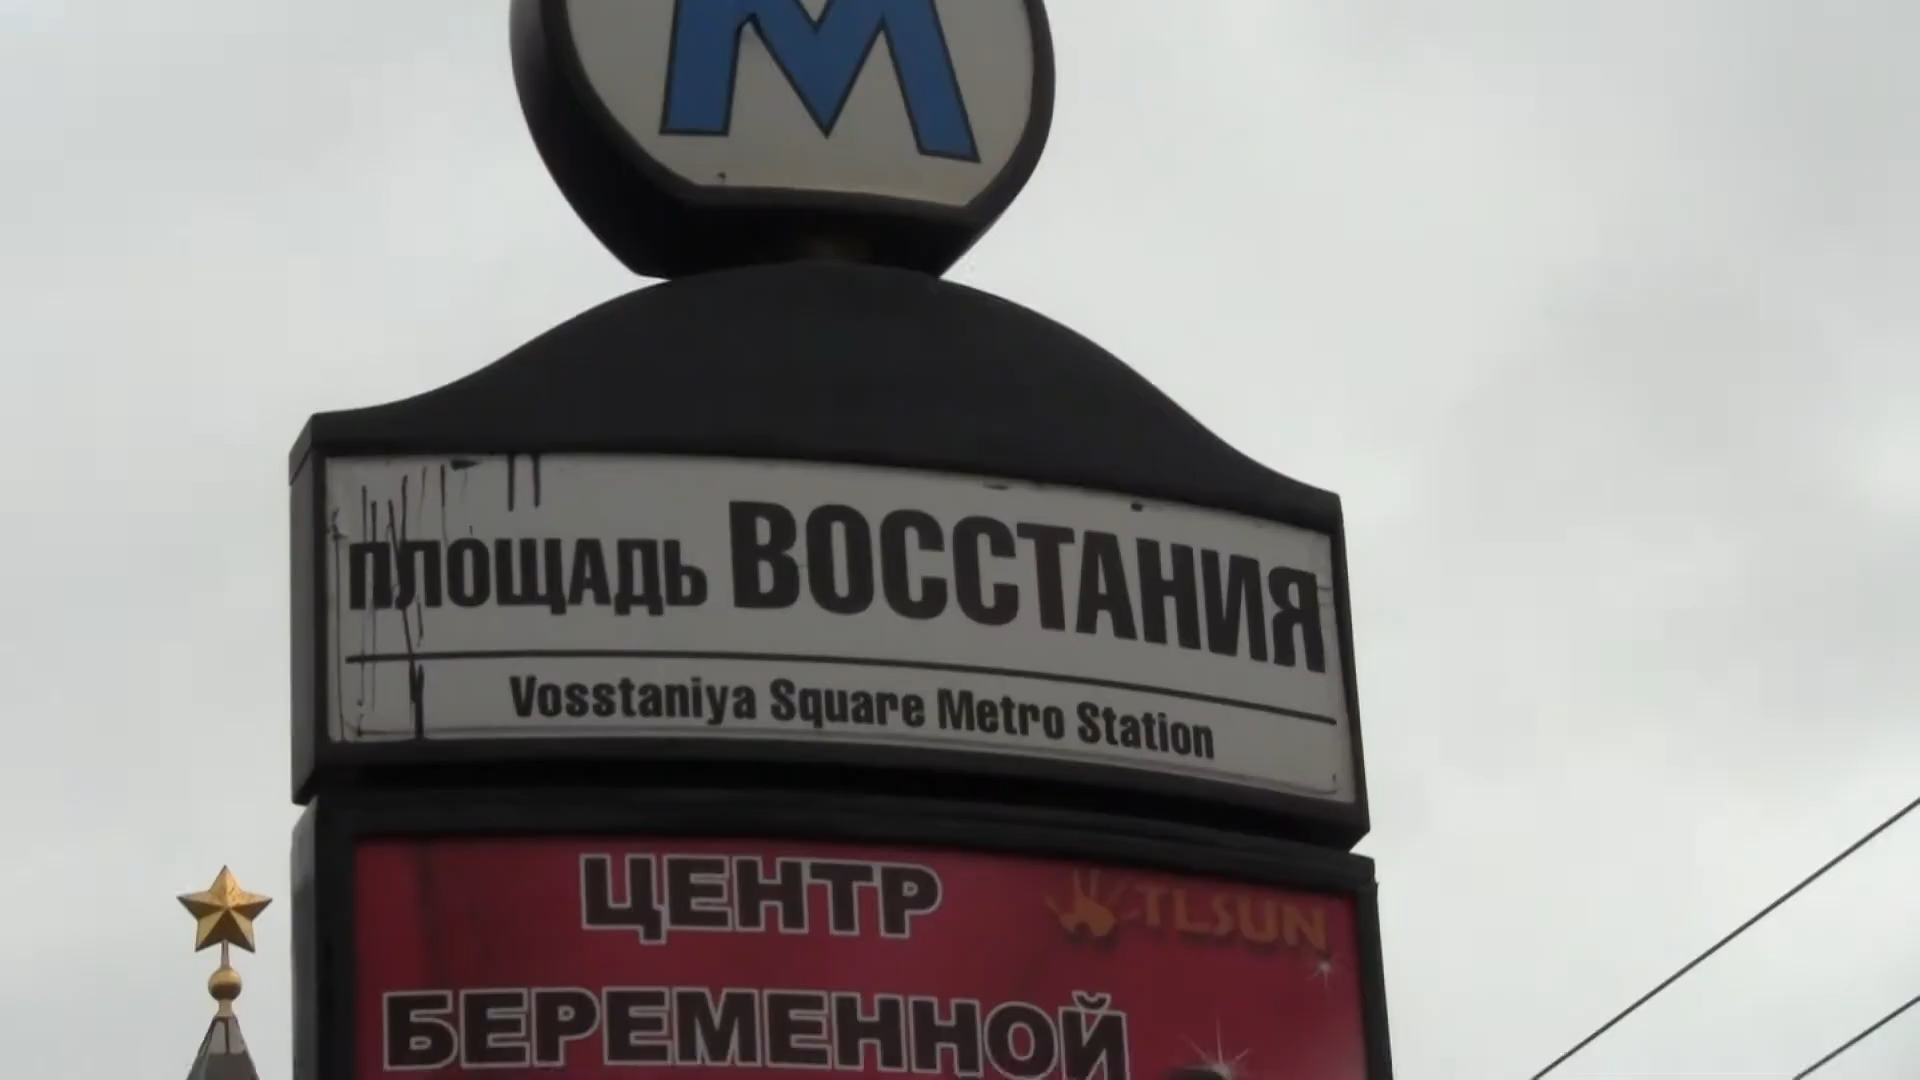 М
площадь ВОССТАНИЯ
Vosstaniya Square Metro Station
ЦЕНТР
TLSUN
БЕРЕМЕННОЙ